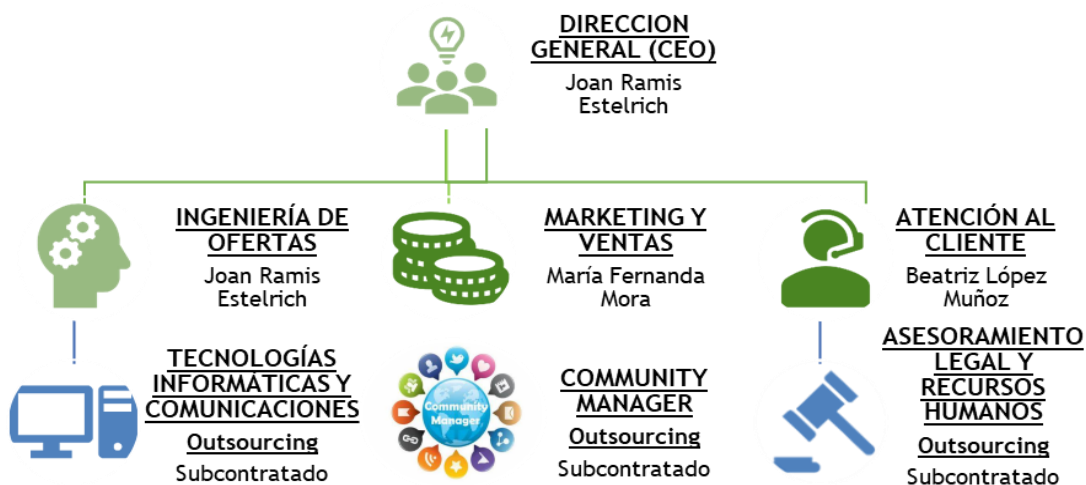 DIRECCION
GENERAL (CEO)
Joan Ramis
Estelrich
INGENIERÍA DE
OFERTAS
Joan Ramis
Estelrich
MARKETING Y
VENTAS
María Fernanda
Mora
ATENCIÓN AL
CLIENTE
Beatriz López
Muñoz
TECNOLOGÍAS
INFORMÁTICAS Y
COMUNICACIONES
Outsourcing
Subcontratado
Community
Manager
COMMUNITY
MANAGER
Outsourcing
Subcontratado
ASESORAMIENTO
LEGAL Y
RECURSOS
HUMANOS
Outsourcing
Subcontratado